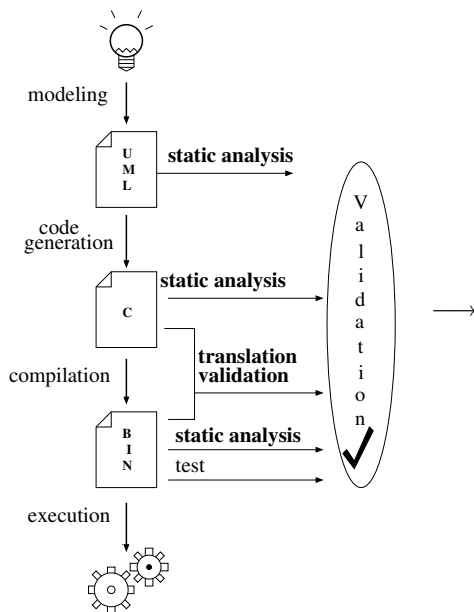 modeling
U
M
L
static analysis
code
generation
C
static analysis
translation
validation
compilation
B
I
N
static analysis
test
execution
V
a
l
i
d
a
t
i
o
n